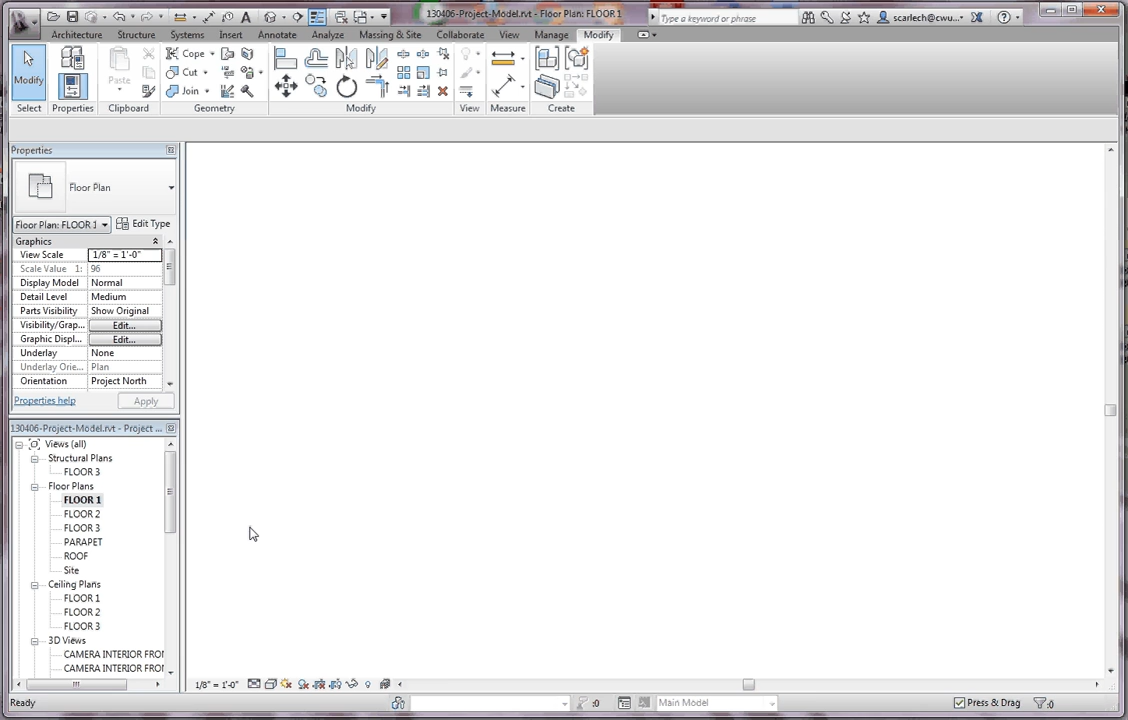 130406-Project-Model.rvt - Floor Plan: FLOOR 1
Type a keyword or phrase
scarlech@cwu...
Architecture Structure Systems Insert Annotate Analyze Massing & Site Collaborate View Manage Modify
Modify
Paste
Cope
Cut
Join
Select Properties Clipboard Geometry Modify View Measure Create
Properties
Floor Plan
Floor Plan: FLOOR 1
Edit Type
Graphics
View Scale 1/8" = 1'-0"
Scale Value 1: 96
Display Model Normal
Detail Level Medium
Parts Visibility Show Original
Visibility/Grap... Edit...
Graphic Displ... Edit...
Underlay None
Underlay Orie... Plan
Orientation Project North
Properties help Apply
130406-Project-Model.rvt - Project ...
Views (all)
Structural Plans
FLOOR 3
Floor Plans
FLOOR 1
FLOOR 2
FLOOR 3
PARAPET
ROOF
Site
Ceiling Plans
FLOOR 1
FLOOR 2
FLOOR 3
3D Views
CAMERA INTERIOR FRO
CAMERA INTERIOR FRO
1/8" = 1'-0"
Ready
:0
Main Model
Press & Drag
:0